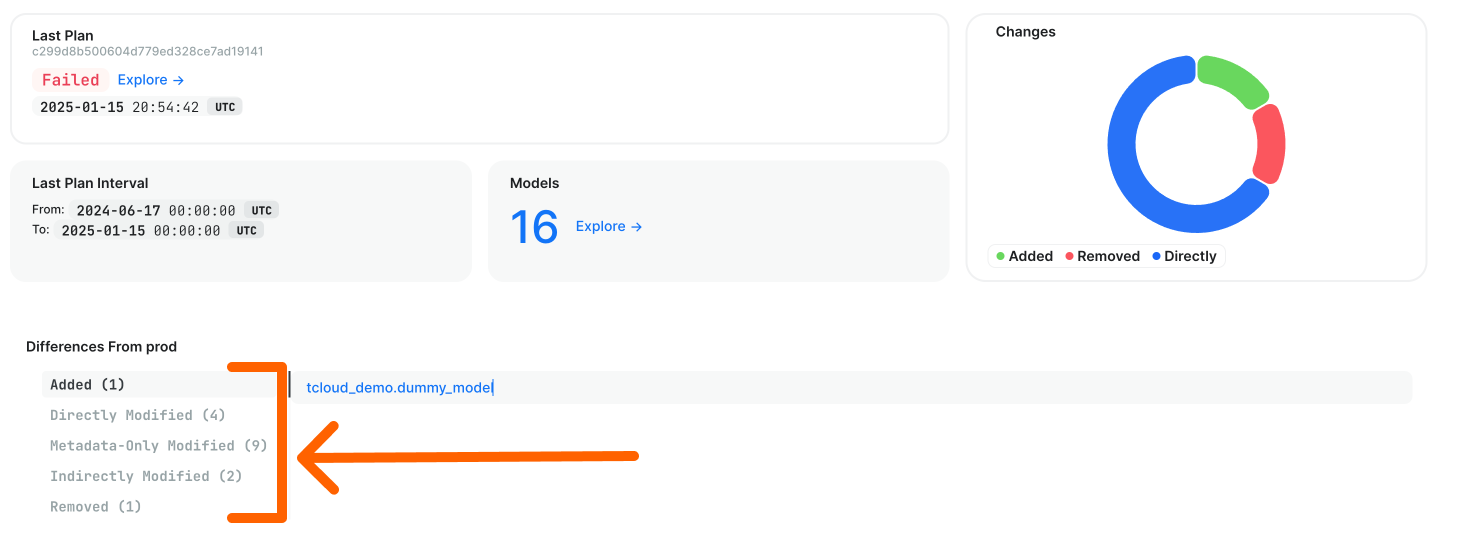 Last Plan
c299d8b500604d779ed328ce7ad19141
Failed Explore →
2025-01-15 20:54:42 UTC
Last Plan Interval
From: 2024-06-17 00:00:00 UTC
To: 2025-01-15 00:00:00 UTC
Models
16 Explore →
Changes
Added Removed Directly
Differences From prod
Added (1)
tcloud_demo.dummy_model
Directly Modified (4)
Metadata-Only Modified (9)
Indirectly Modified (2)
Removed (1)